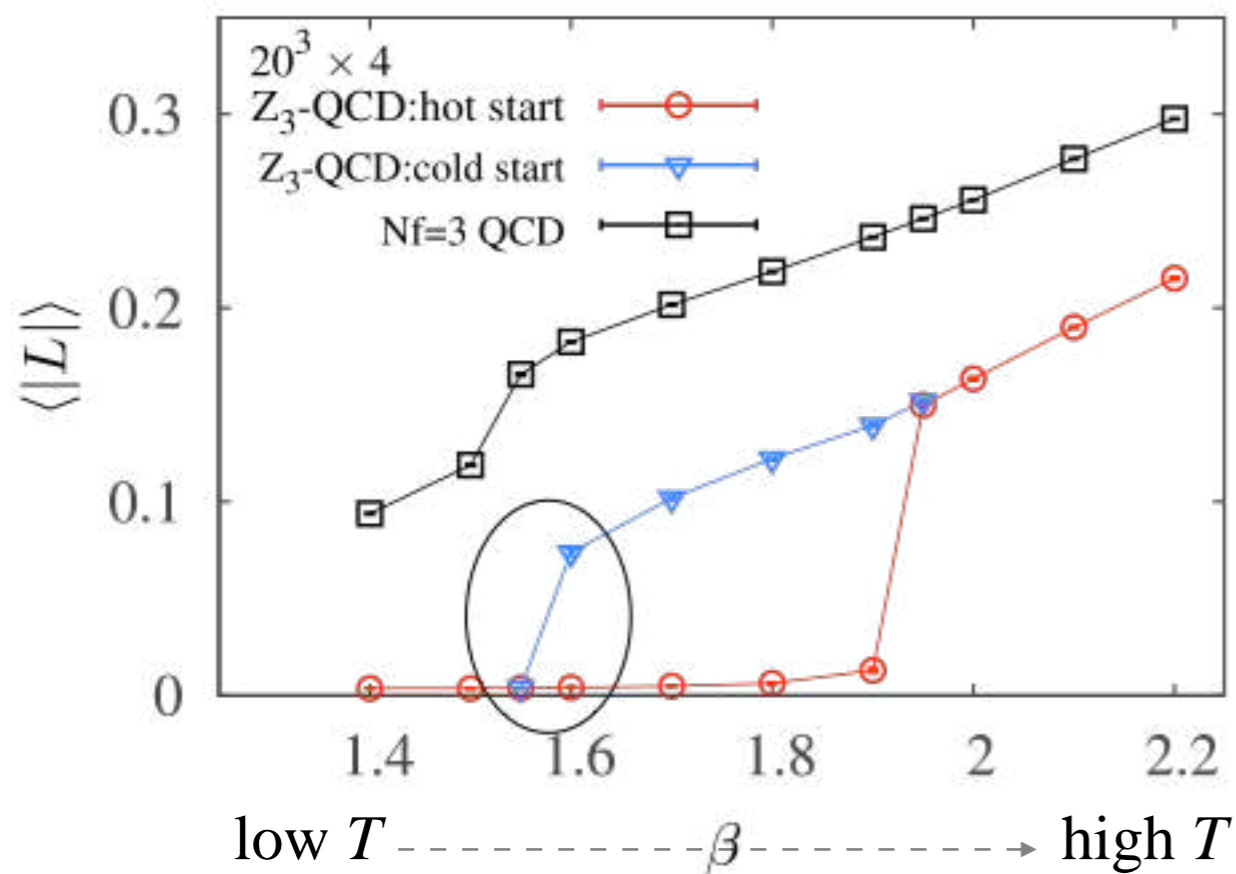 20³ × 4
Z₃-QCD:hot start
Z₃-QCD:cold start
Nf=3 QCD
⟨|L|⟩
0.3
0.2
0.1
0
1.4 1.6 1.8 2 2.2
low T β high T